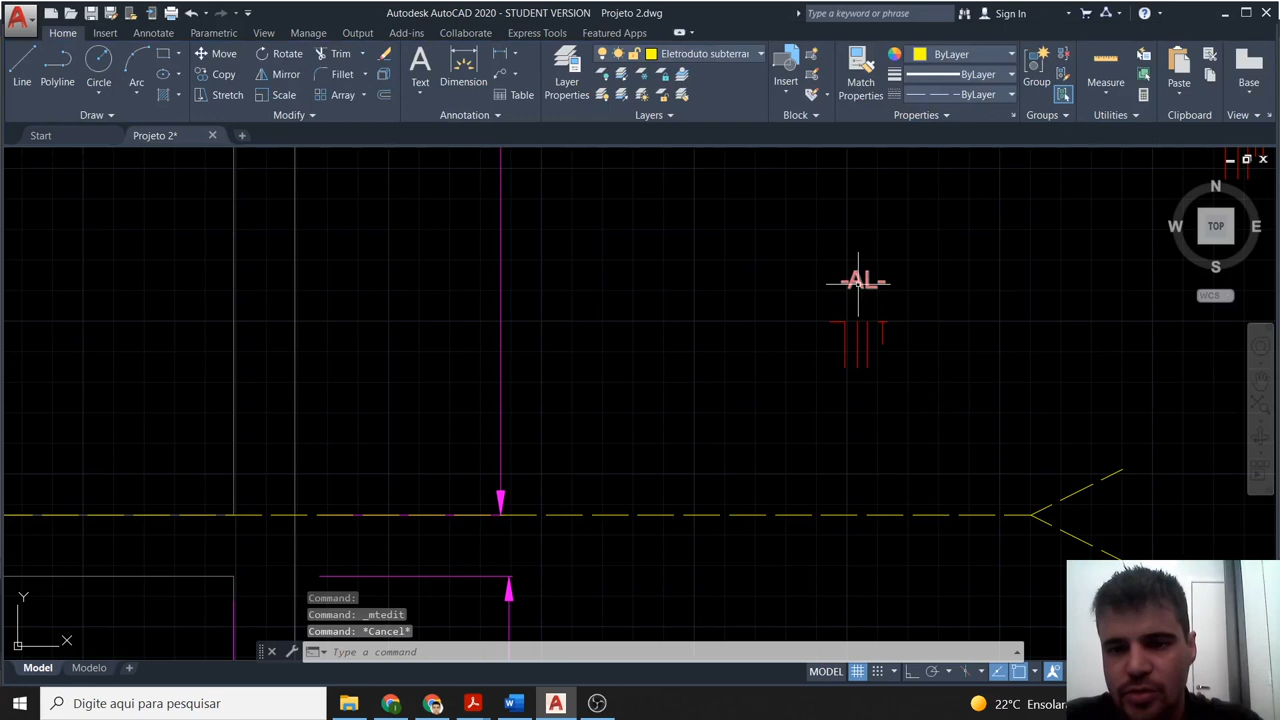 Autodesk AutoCAD 2020 - STUDENT VERSION Projeto 2.dwg
Type a keyword or phrase
Sign In
Home Insert Annotate Parametric View Manage Output Add-ins Collaborate Express Tools Featured Apps
Line
Polyline
Circle
Arc
Move
Copy
Stretch
Rotate
Mirror
Scale
Trim
Fillet
Array
Text
Dimension
Table
Layer
Properties
Eletroduto subterran
Insert
Match
Properties
ByLayer
ByLayer
ByLayer
Group
Measure
Paste
Base
Draw
Modify
Annotation
Layers
Block
Properties
Groups
Utilities
Clipboard
View
Start
Projeto 2*
N
W
TOP
E
S
WCS
-AL-
Y
X
Command:
Command: _mtedit
Command: *Cancel*
Type a command
Model
Modelo
MODEL
Digite aqui para pesquisar
22°C Ensolara